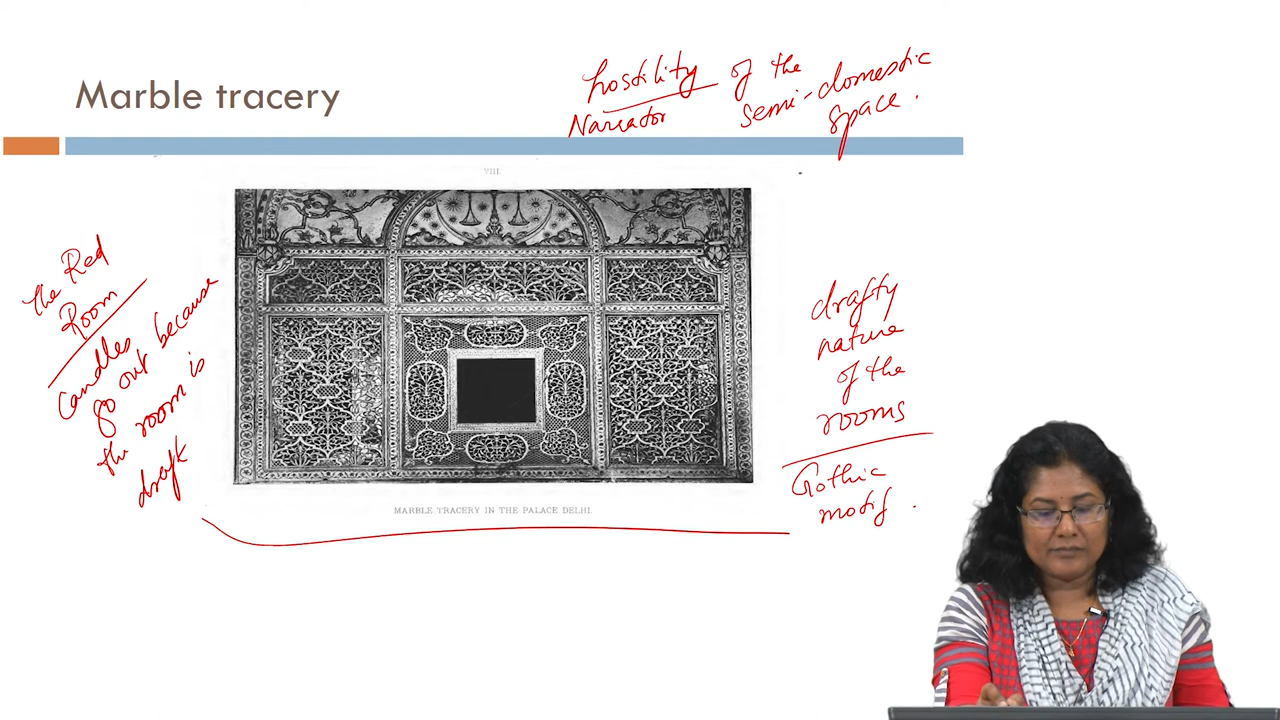 Marble tracery
hostility of the
Narrator semi-domestic
space.
VIII.
The Red
Room
Candles
go out because
the room is
draft
drafty
nature
of the
rooms
Gothic
motif.
MARBLE TRACERY IN THE PALACE DELHI.